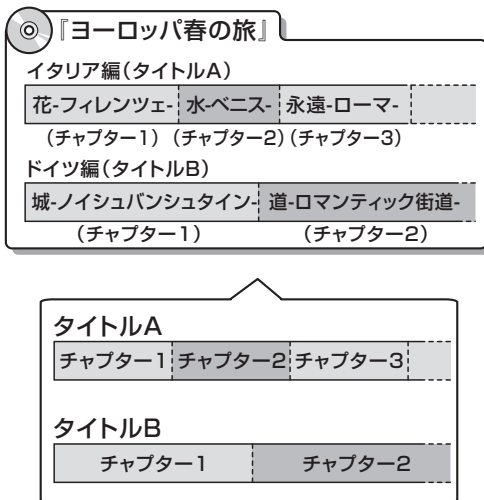 『ヨーロッパ春の旅』
イタリア編（タイトルA）
花-フィレンツェ- 水-ベニス- 永遠-ローマ-
（チャプター1）（チャプター2）（チャプター3）
ドイツ編（タイトルB）
城-ノイシュバンシュタイン- 道-ロマンティック街道-
（チャプター1） （チャプター2）
タイトルA
チャプター1 チャプター2 チャプター3
タイトルB
チャプター1 チャプター2